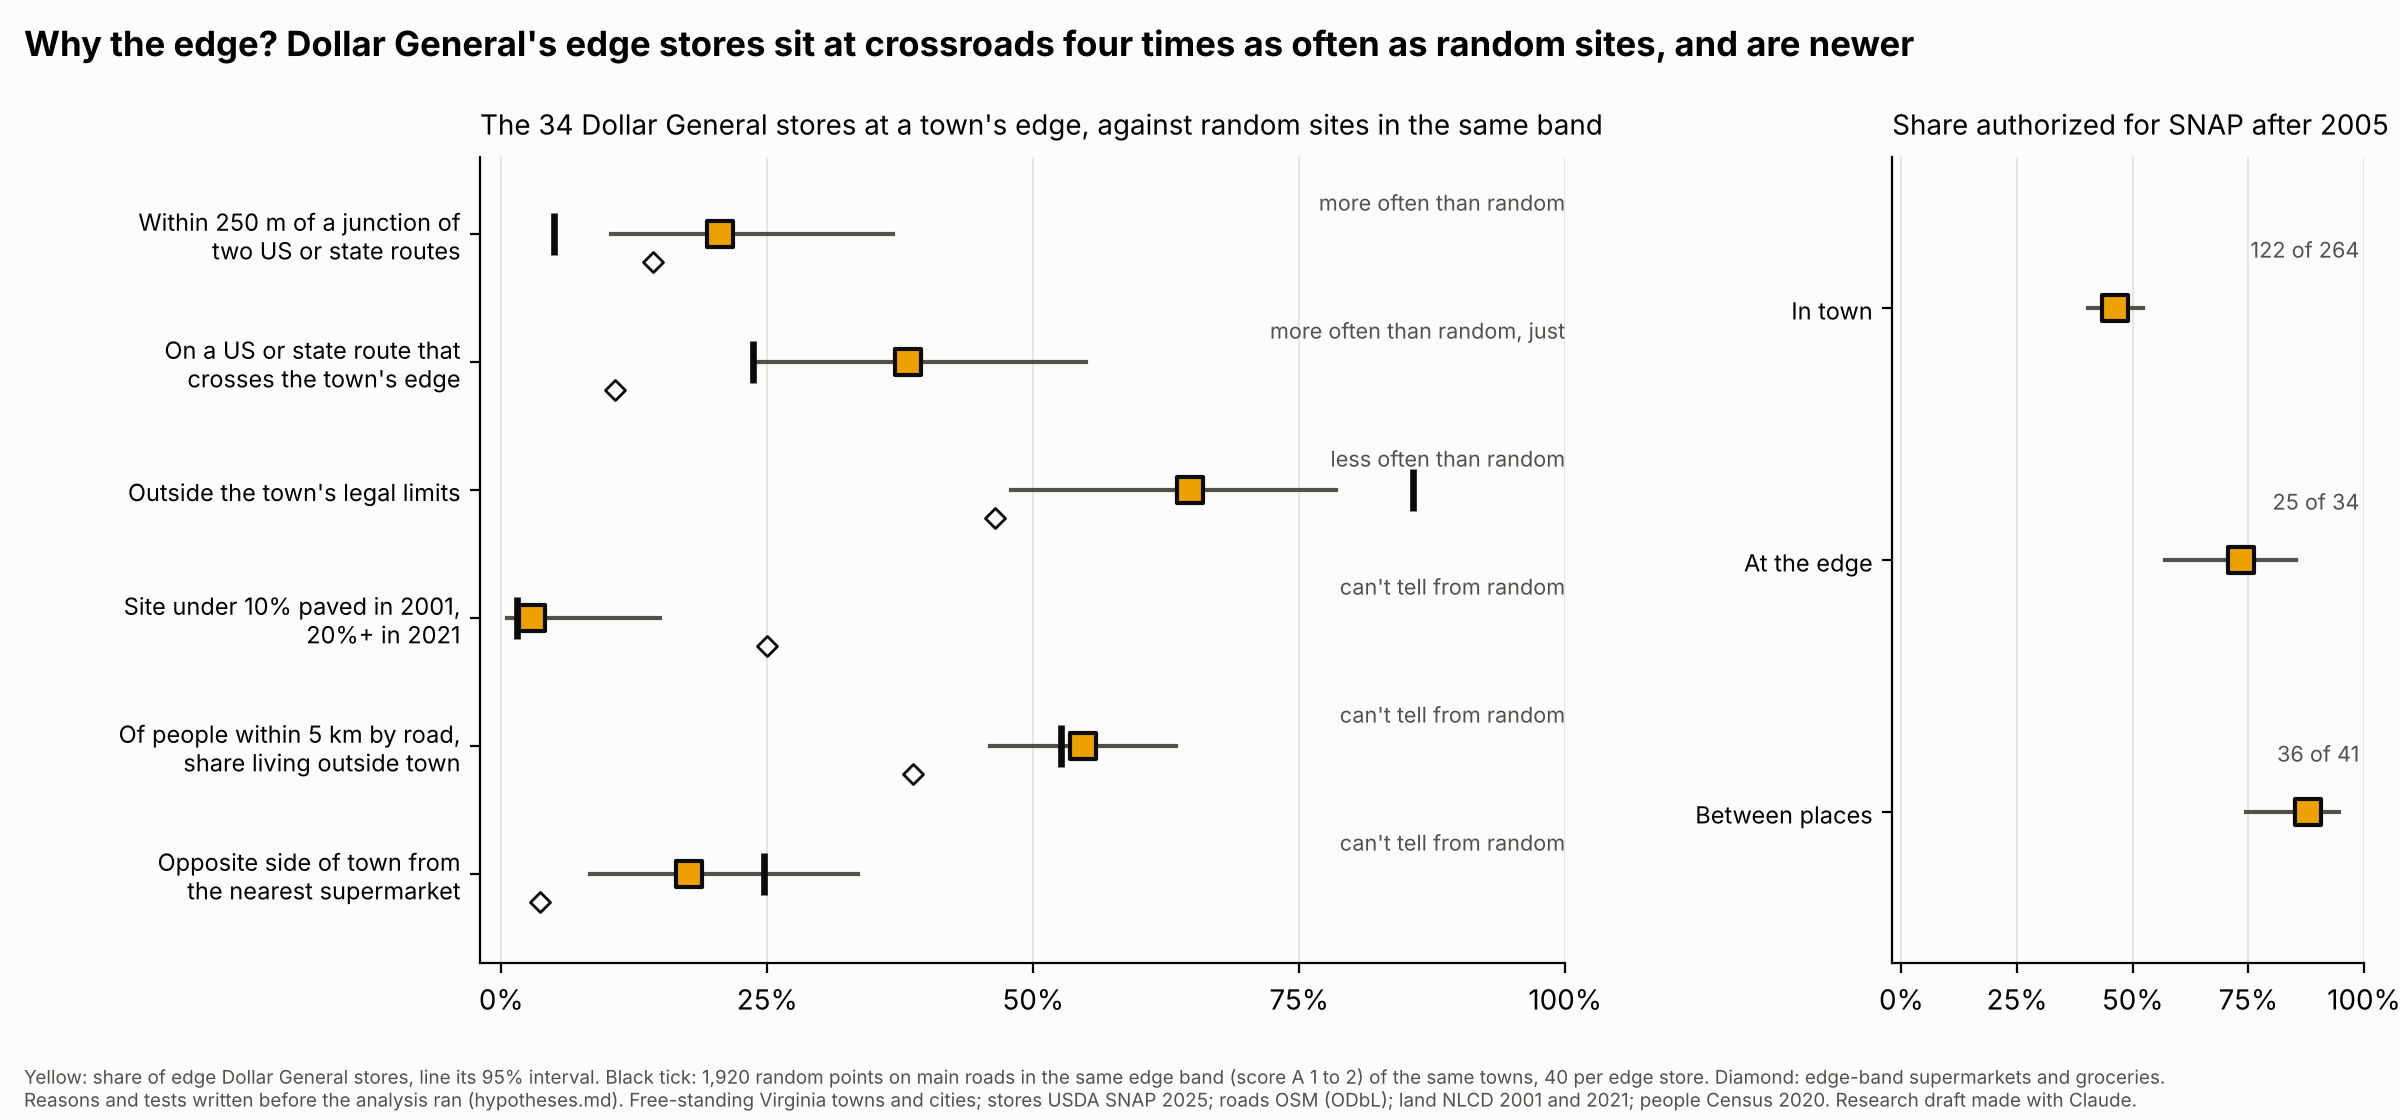 Why the edge? Dollar General's edge stores sit at crossroads four times as often as random sites, and are newer
The 34 Dollar General stores at a town's edge, against random sites in the same band
Within 250 m of a junction of
two US or state routes
more often than random
On a US or state route that
crosses the town's edge
more often than random, just
Outside the town's legal limits
less often than random
Site under 10% paved in 2001,
20%+ in 2021
can't tell from random
Of people within 5 km by road,
share living outside town
can't tell from random
Opposite side of town from
the nearest supermarket
can't tell from random
0% 25% 50% 75% 100%
Share authorized for SNAP after 2005
In town
122 of 264
At the edge
25 of 34
Between places
36 of 41
0% 25% 50% 75% 100%
Yellow: share of edge Dollar General stores, line its 95% interval. Black tick: 1,920 random points on main roads in the same edge band (score A 1 to 2) of the same towns, 40 per edge store. Diamond: edge-band supermarkets and groceries.
Reasons and tests written before the analysis ran (hypotheses.md). Free-standing Virginia towns and cities; stores USDA SNAP 2025; roads OSM (ODbL); land NLCD 2001 and 2021; people Census 2020. Research draft made with Claude.